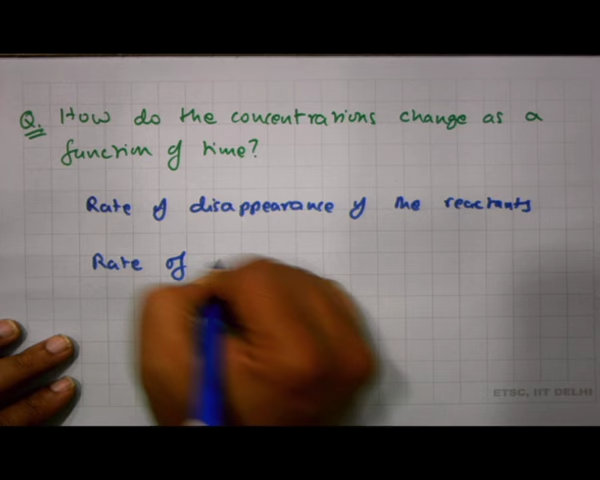 Q. How do the concentrations change as a
function of time?
Rate of disappearance of the reactants
Rate of
ETSC, IIT DELHI